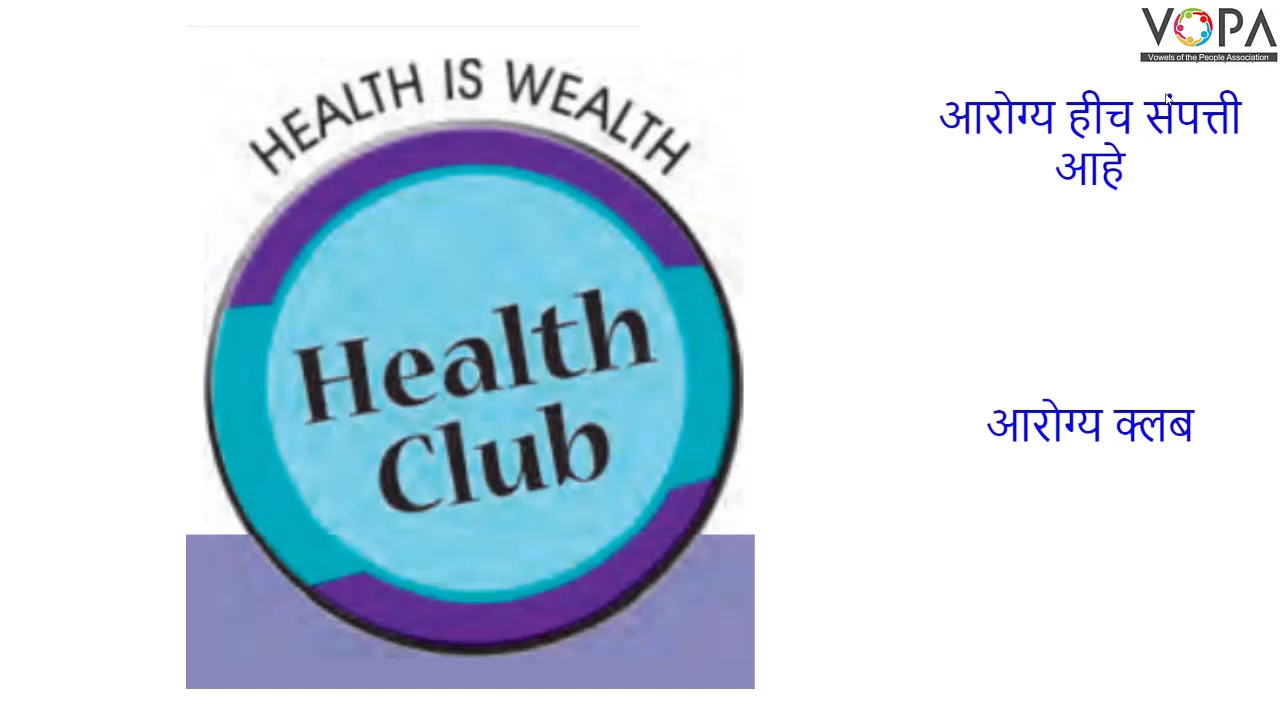 VOPA
Vowels of the People Association
HEALTH IS WEALTH
आरोग्य हीच संपत्ती
आहे
Health
Club
आरोग्य क्लब